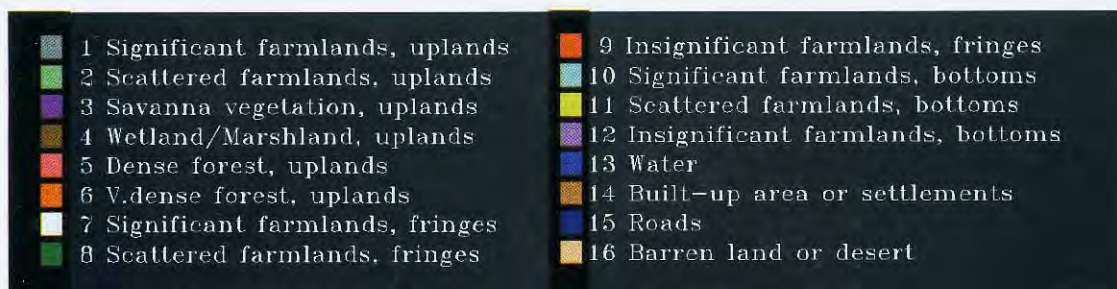 1 Significant farmlands, uplands
2 Scattered farmlands, uplands
3 Savanna vegetation, uplands
4 Wetland/Marshland, uplands
5 Dense forest, uplands
6 V.dense forest, uplands
7 Significant farmlands, fringes
8 Scattered farmlands, fringes
9 Insignificant farmlands, fringes
10 Significant farmlands, bottoms
11 Scattered farmlands, bottoms
12 Insignificant farmlands, bottoms
13 Water
14 Built-up area or settlements
15 Roads
16 Barren land or desert